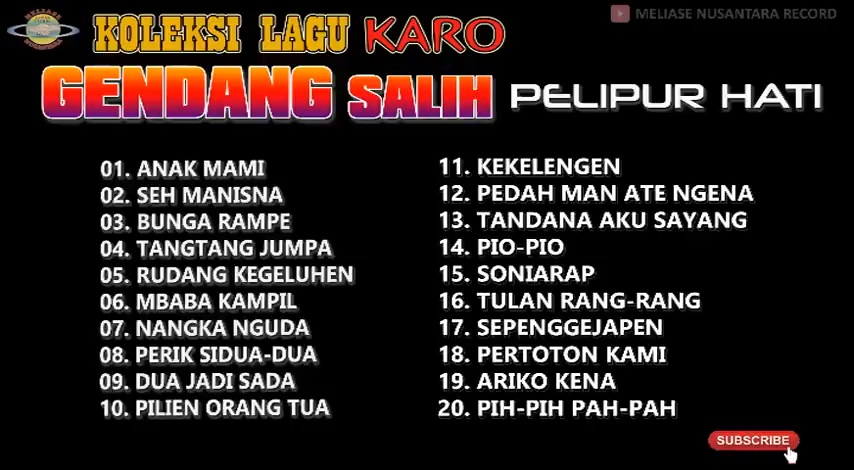 MELIASE NUSANTARA RECORD
KOLEKSI LAGU KARO
GENDANG SALIH PELIPUR HATI
01. ANAK MAMI
02. SEH MANISNA
03. BUNGA RAMPE
04. TANGTANG JUMPA
05. RUDANG KEGELUHEN
06. MBABA KAMPIL
07. NANGKA NGUDA
08. PERIK SIDUA-DUA
09. DUA JADI SADA
10. PILIEN ORANG TUA
11. KEKELENGEN
12. PEDAH MAN ATE NGENA
13. TANDANA AKU SAYANG
14. PIO-PIO
15. SONIARAP
16. TULAN RANG-RANG
17. SEPENGGEJAPEN
18. PERTOTON KAMI
19. ARIKO KENA
20. PIH-PIH PAH-PAH
SUBSCRIBE